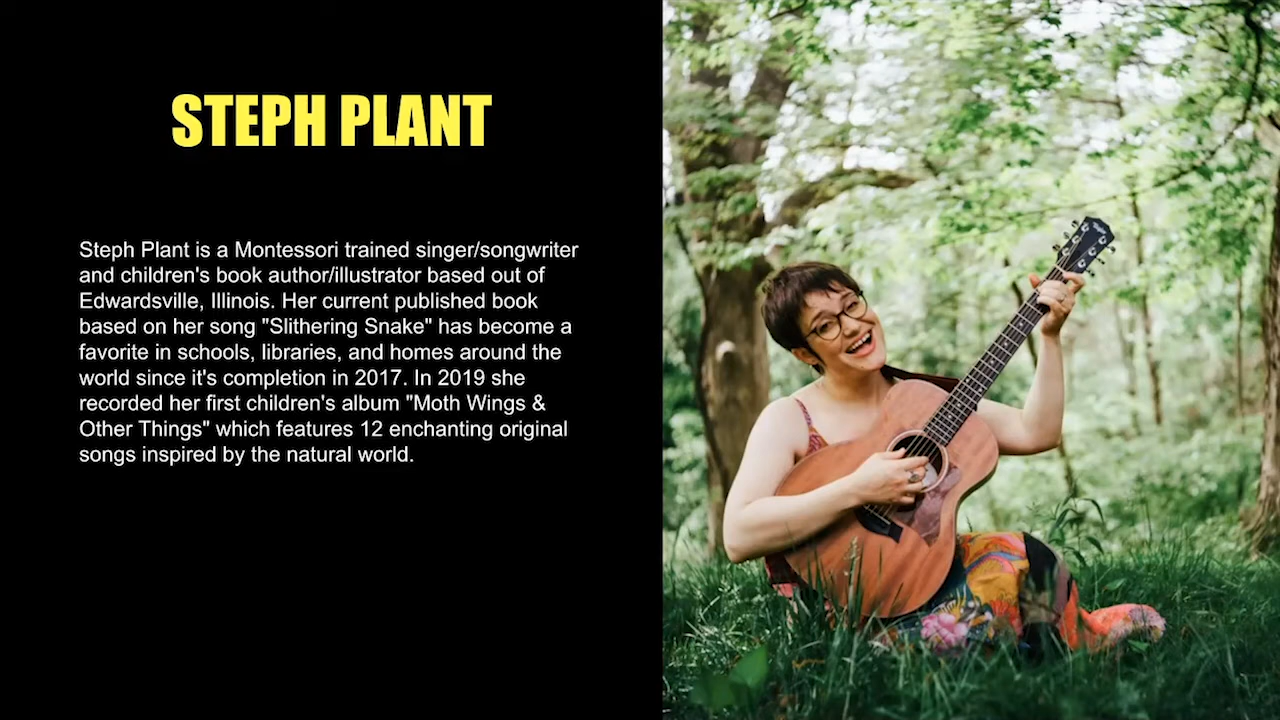 STEPH PLANT
Steph Plant is a Montessori trained singer/songwriter
and children's book author/illustrator based out of
Edwardsville, Illinois. Her current published book
based on her song "Slithering Snake" has become a
favorite in schools, libraries, and homes around the
world since it's completion in 2017. In 2019 she
recorded her first children's album "Moth Wings &
Other Things" which features 12 enchanting original
songs inspired by the natural world.
Taylor